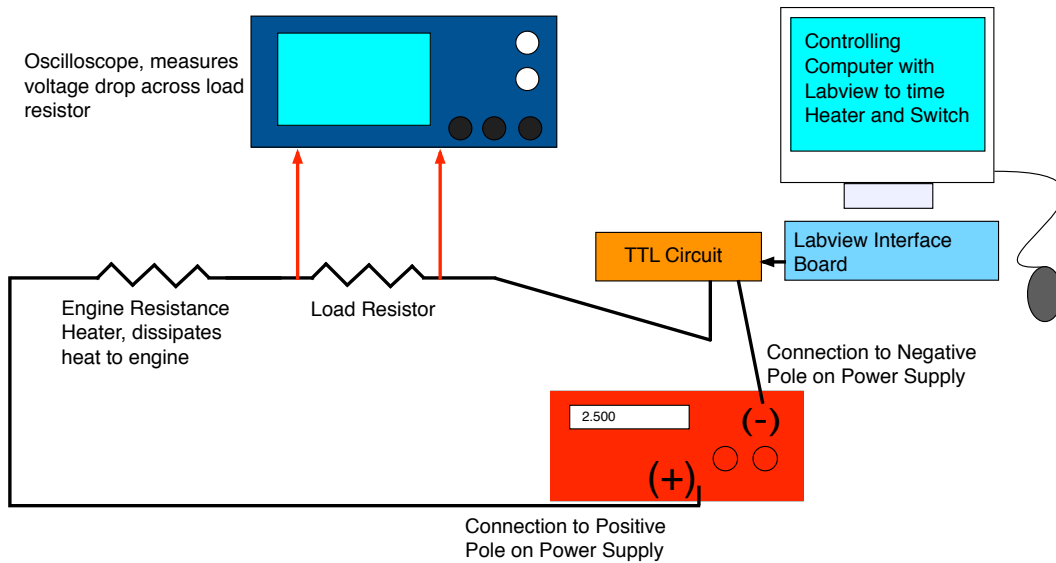 Oscilloscope, measures
voltage drop across load
resistor
Controlling
Computer with
Labview to time
Heater and Switch
TTL Circuit
Labview Interface
Board
Engine Resistance
Heater, dissipates
heat to engine
Load Resistor
Connection to Negative
Pole on Power Supply
2.500
(-)
(+)
Connection to Positive
Pole on Power Supply